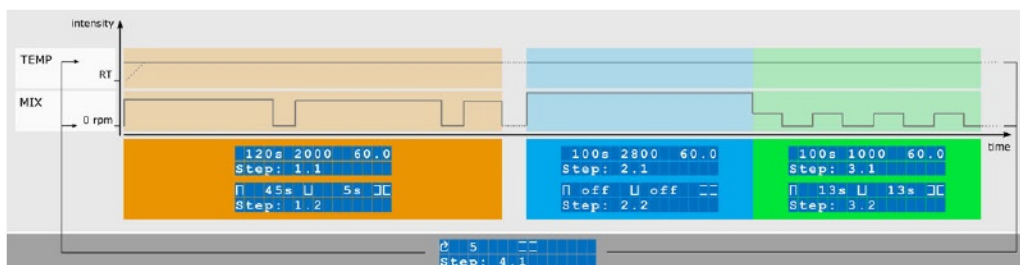 intensity
TEMP
RT
MIX
0 rpm
time
120s 2000 60.0
Step: 1.1
⊓ 45s ⊔ 5s ⊐⊏
Step: 1.2
100s 2800 60.0
Step: 2.1
⊓ off ⊔ off
Step: 2.2
100s 1000 60.0
Step: 3.1
⊓ 13s ⊔ 13s ⊐⊏
Step: 3.2
5
Step: 4.1